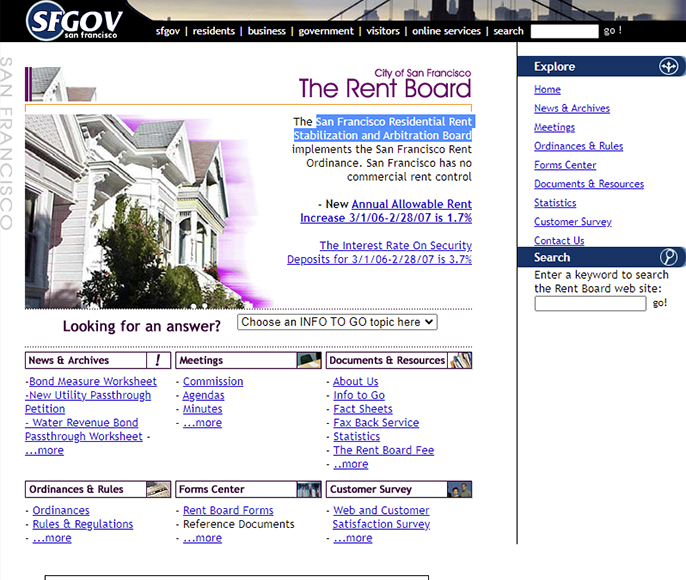 SFGOV
san francisco
sfgov | residents | business | government | visitors | online services | search go !
SAN FRANCISCO
City of San Francisco
The Rent Board
The San Francisco Residential Rent
Stabilization and Arbitration Board
implements the San Francisco Rent
Ordinance. San Francisco has no
commercial rent control
- New Annual Allowable Rent
Increase 3/1/06-2/28/07 is 1.7%
The Interest Rate On Security
Deposits for 3/1/06-2/28/07 is 3.7%
Looking for an answer? Choose an INFO TO GO topic here
News & Archives !
-Bond Measure Worksheet
-New Utility Passthrough
Petition
- Water Revenue Bond
Passthrough Worksheet -
...more
Meetings
- Commission
- Agendas
- Minutes
- ...more
Documents & Resources
- About Us
- Info to Go
- Fact Sheets
- Fax Back Service
- Statistics
- The Rent Board Fee
- ..more
Ordinances & Rules
- Ordinances
- Rules & Regulations
- ...more
Forms Center
- Rent Board Forms
- Reference Documents
- ...more
Customer Survey
- Web and Customer
Satisfaction Survey
- ...more
Explore
Home
News & Archives
Meetings
Ordinances & Rules
Forms Center
Documents & Resources
Statistics
Customer Survey
Contact Us
Search
Enter a keyword to search
the Rent Board web site:
go!